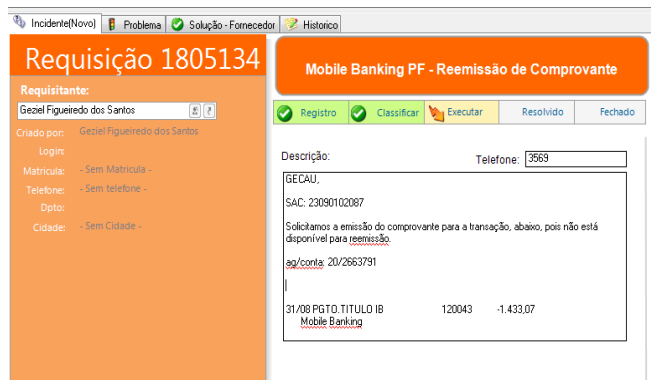 Incidente(Novo) Problema Solução - Fornecedor Historico
Requisição 1805134
Requisitante:
Geziel Figueiredo dos Santos
Criado por: Geziel Figueiredo dos Santos
Login:
Matricula: - Sem Matricula -
Telefone: - Sem telefone -
Dpto:
Cidade: - Sem Cidade -
Mobile Banking PF - Reemissão de Comprovante
Registro Classificar Executar Resolvido Fechado
Descrição: Telefone: 3569
GECAU,
SAC: 23090102087
Solicitamos a emissão do comprovante para a transação, abaixo, pois não está
disponível para reemissão.
ag/conta: 20/2663791
31/08 PGTO.TITULO IB 120043 -1.433,07
Mobile Banking